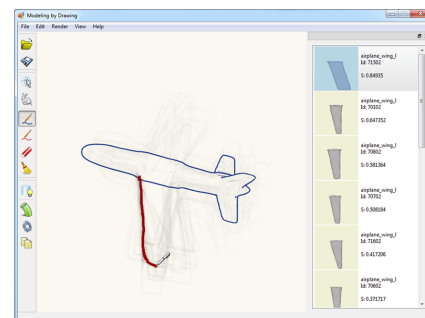 Modeling by Drawing
File Edit Render View Help
airplane_wing_l
Id: 71502
S: 0.84935
airplane_wing_l
Id: 70102
S: 0.647352
airplane_wing_l
Id: 70802
S: 0.581364
airplane_wing_l
Id: 70702
S: 0.508184
airplane_wing_l
Id: 71602
S: 0.417206
airplane_wing_l
Id: 70602
S: 0.371717